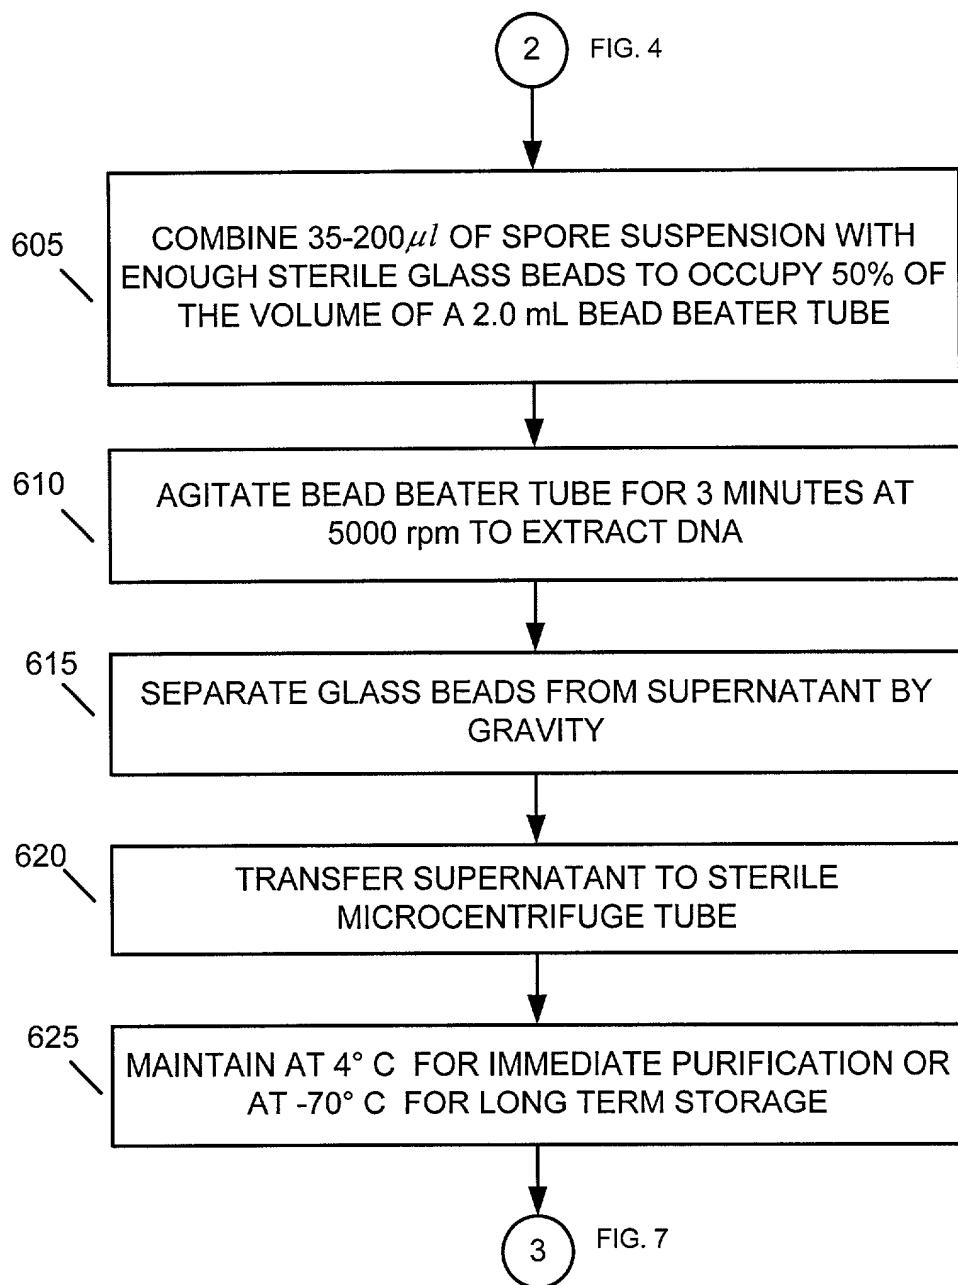 2 FIG. 4
605
COMBINE 35-200μl OF SPORE SUSPENSION WITH
ENOUGH STERILE GLASS BEADS TO OCCUPY 50% OF
THE VOLUME OF A 2.0 mL BEAD BEATER TUBE
610
AGITATE BEAD BEATER TUBE FOR 3 MINUTES AT
5000 rpm TO EXTRACT DNA
615
SEPARATE GLASS BEADS FROM SUPERNATANT BY
GRAVITY
620
TRANSFER SUPERNATANT TO STERILE
MICROCENTRIFUGE TUBE
625
MAINTAIN AT 4° C FOR IMMEDIATE PURIFICATION OR
AT -70° C FOR LONG TERM STORAGE
3 FIG. 7